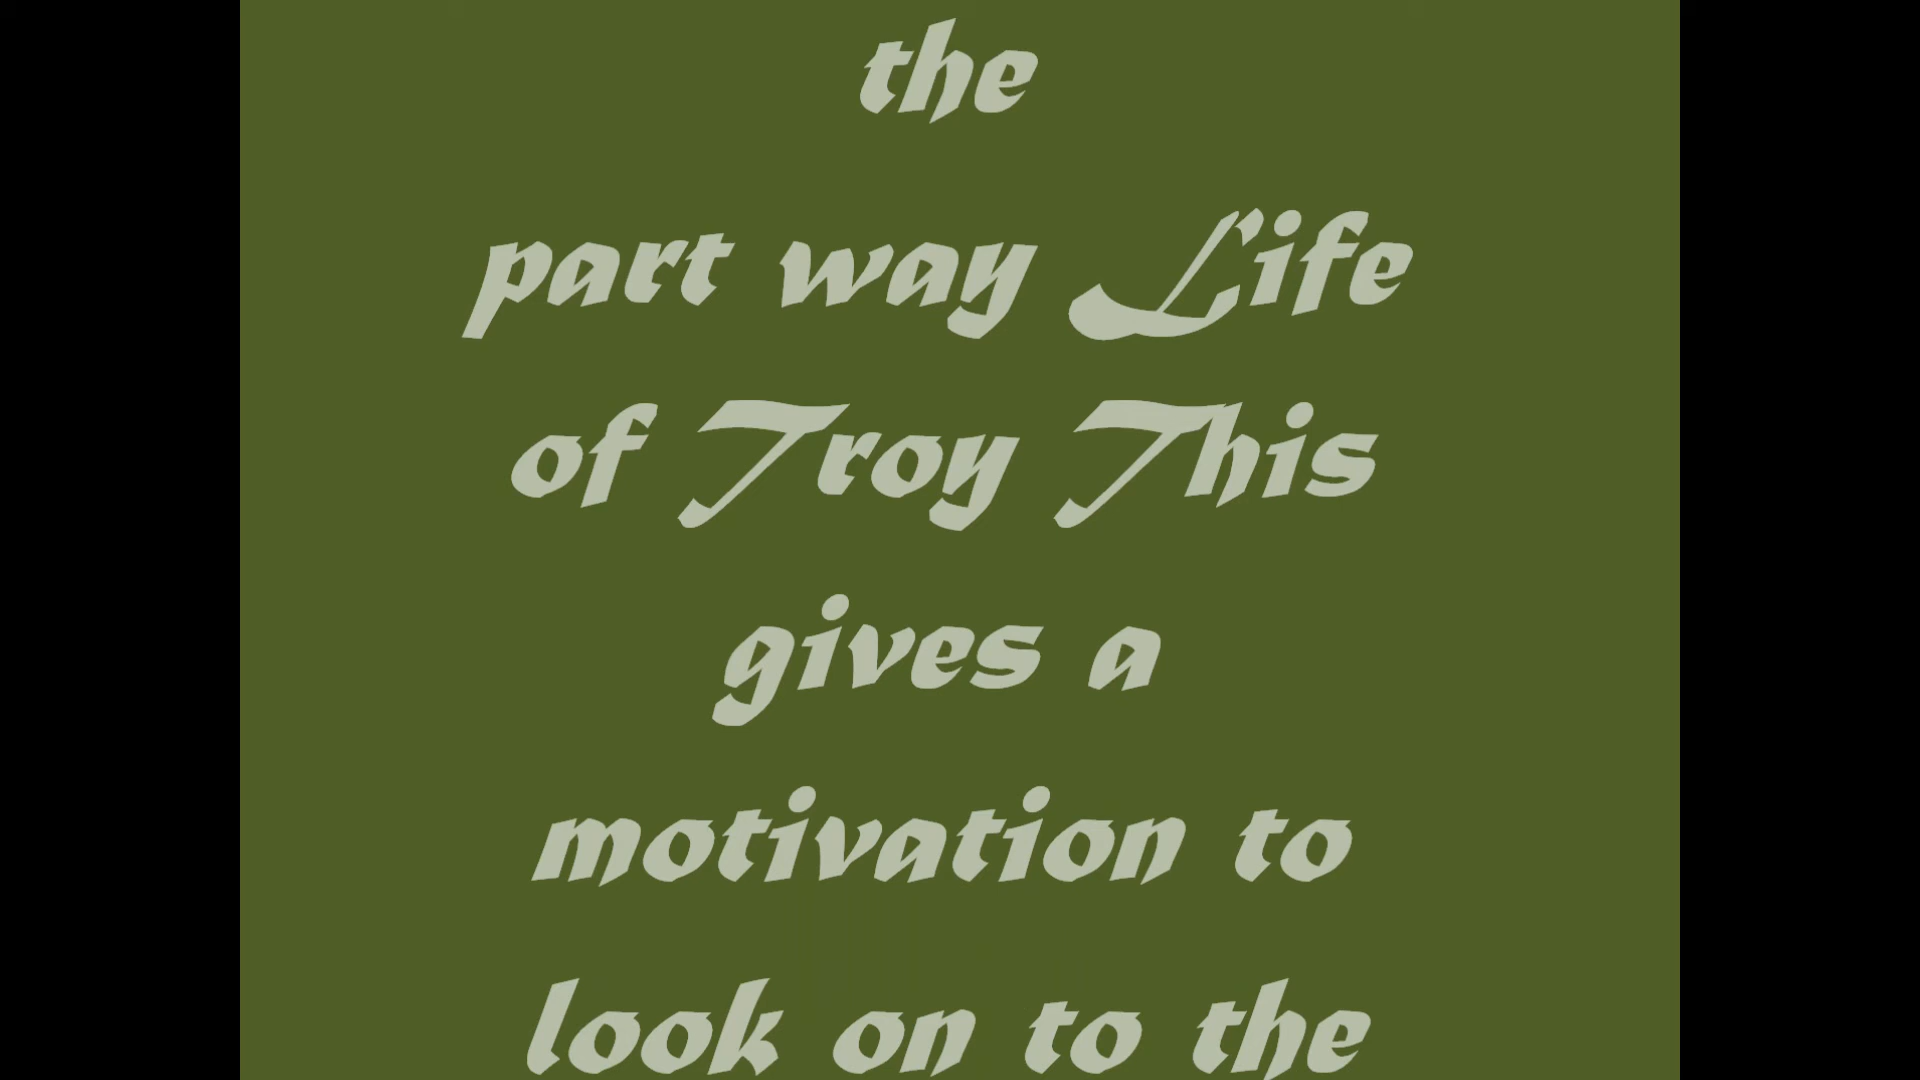 the
part way Life
of Troy This
gives a
motivation to
look on to the